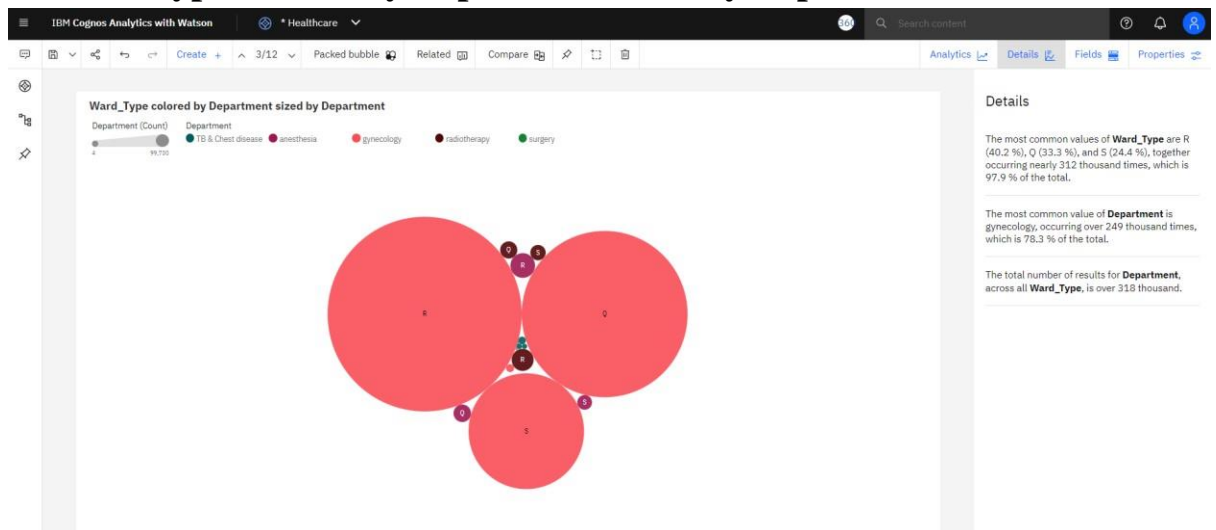 IBM Cognos Analytics with Watson
* Healthcare
360
Search content
Create +
3/12
Packed bubble
Related
Compare
Analytics
Details
Fields
Properties
Ward_Type colored by Department sized by Department
Department (Count)
4
99,730
Department
TB & Chest disease
anesthesia
gynecology
radiotherapy
surgery
Q
S
R
R
Q
R
Q
S
S
Details
The most common values of Ward_Type are R
(40.2 %), Q (33.3 %), and S (24.4 %), together
occurring nearly 312 thousand times, which is
97.9 % of the total.
The most common value of Department is
gynecology, occurring over 249 thousand times,
which is 78.3 % of the total.
The total number of results for Department,
across all Ward_Type, is over 318 thousand.